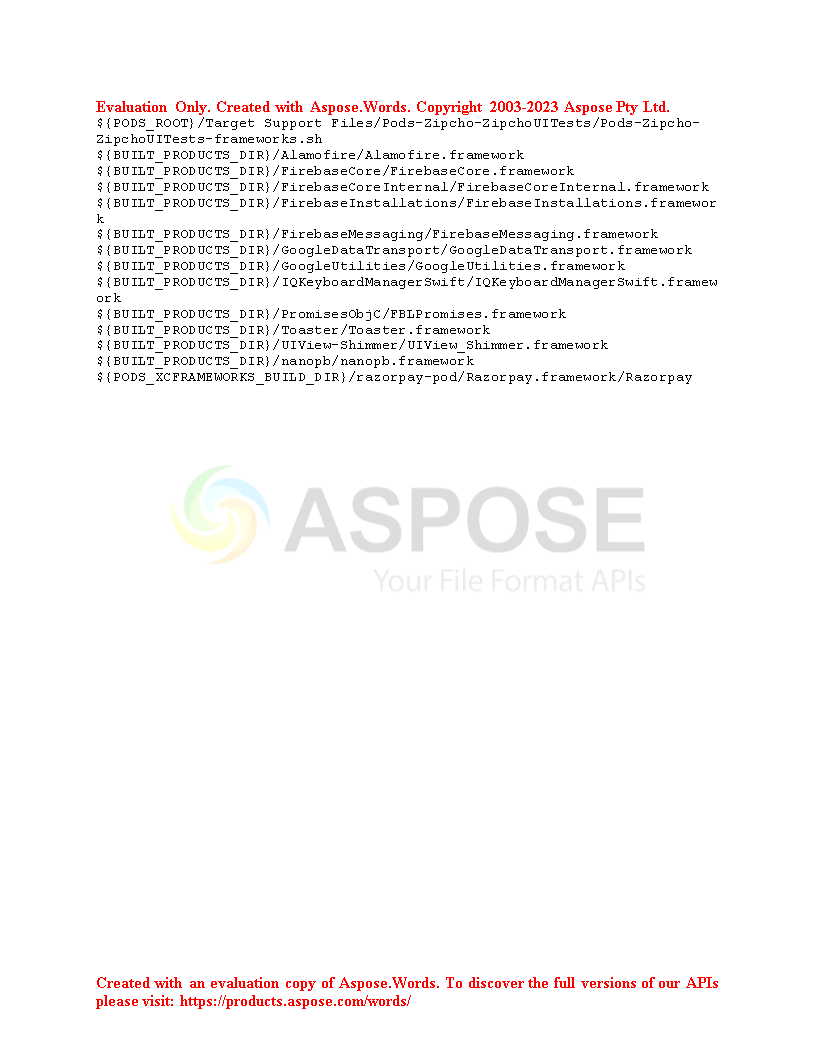 Evaluation Only. Created with Aspose.Words. Copyright 2003-2023 Aspose Pty Ltd.
${PODS_ROOT}/Target Support Files/Pods-Zipcho-ZipchoUITests/Pods-Zipcho-
ZipchoUITests-frameworks.sh
${BUILT_PRODUCTS_DIR}/Alamofire/Alamofire.framework
${BUILT_PRODUCTS_DIR}/FirebaseCore/FirebaseCore.framework
${BUILT_PRODUCTS_DIR}/FirebaseCoreInternal/FirebaseCoreInternal.framework
${BUILT_PRODUCTS_DIR}/FirebaseInstallations/FirebaseInstallations.framewor
k
${BUILT_PRODUCTS_DIR}/FirebaseMessaging/FirebaseMessaging.framework
${BUILT_PRODUCTS_DIR}/GoogleDataTransport/GoogleDataTransport.framework
${BUILT_PRODUCTS_DIR}/GoogleUtilities/GoogleUtilities.framework
${BUILT_PRODUCTS_DIR}/IQKeyboardManagerSwift/IQKeyboardManagerSwift.framew
ork
${BUILT_PRODUCTS_DIR}/PromisesObjC/FBLPromises.framework
${BUILT_PRODUCTS_DIR}/Toaster/Toaster.framework
${BUILT_PRODUCTS_DIR}/UIView-Shimmer/UIView_Shimmer.framework
${BUILT_PRODUCTS_DIR}/nanopb/nanopb.framework
${PODS_XCFRAMEWORKS_BUILD_DIR}/razorpay-pod/Razorpay.framework/Razorpay
ASPOSE
Your File Format APIs
Created with an evaluation copy of Aspose.Words. To discover the full versions of our APIs
please visit: https://products.aspose.com/words/